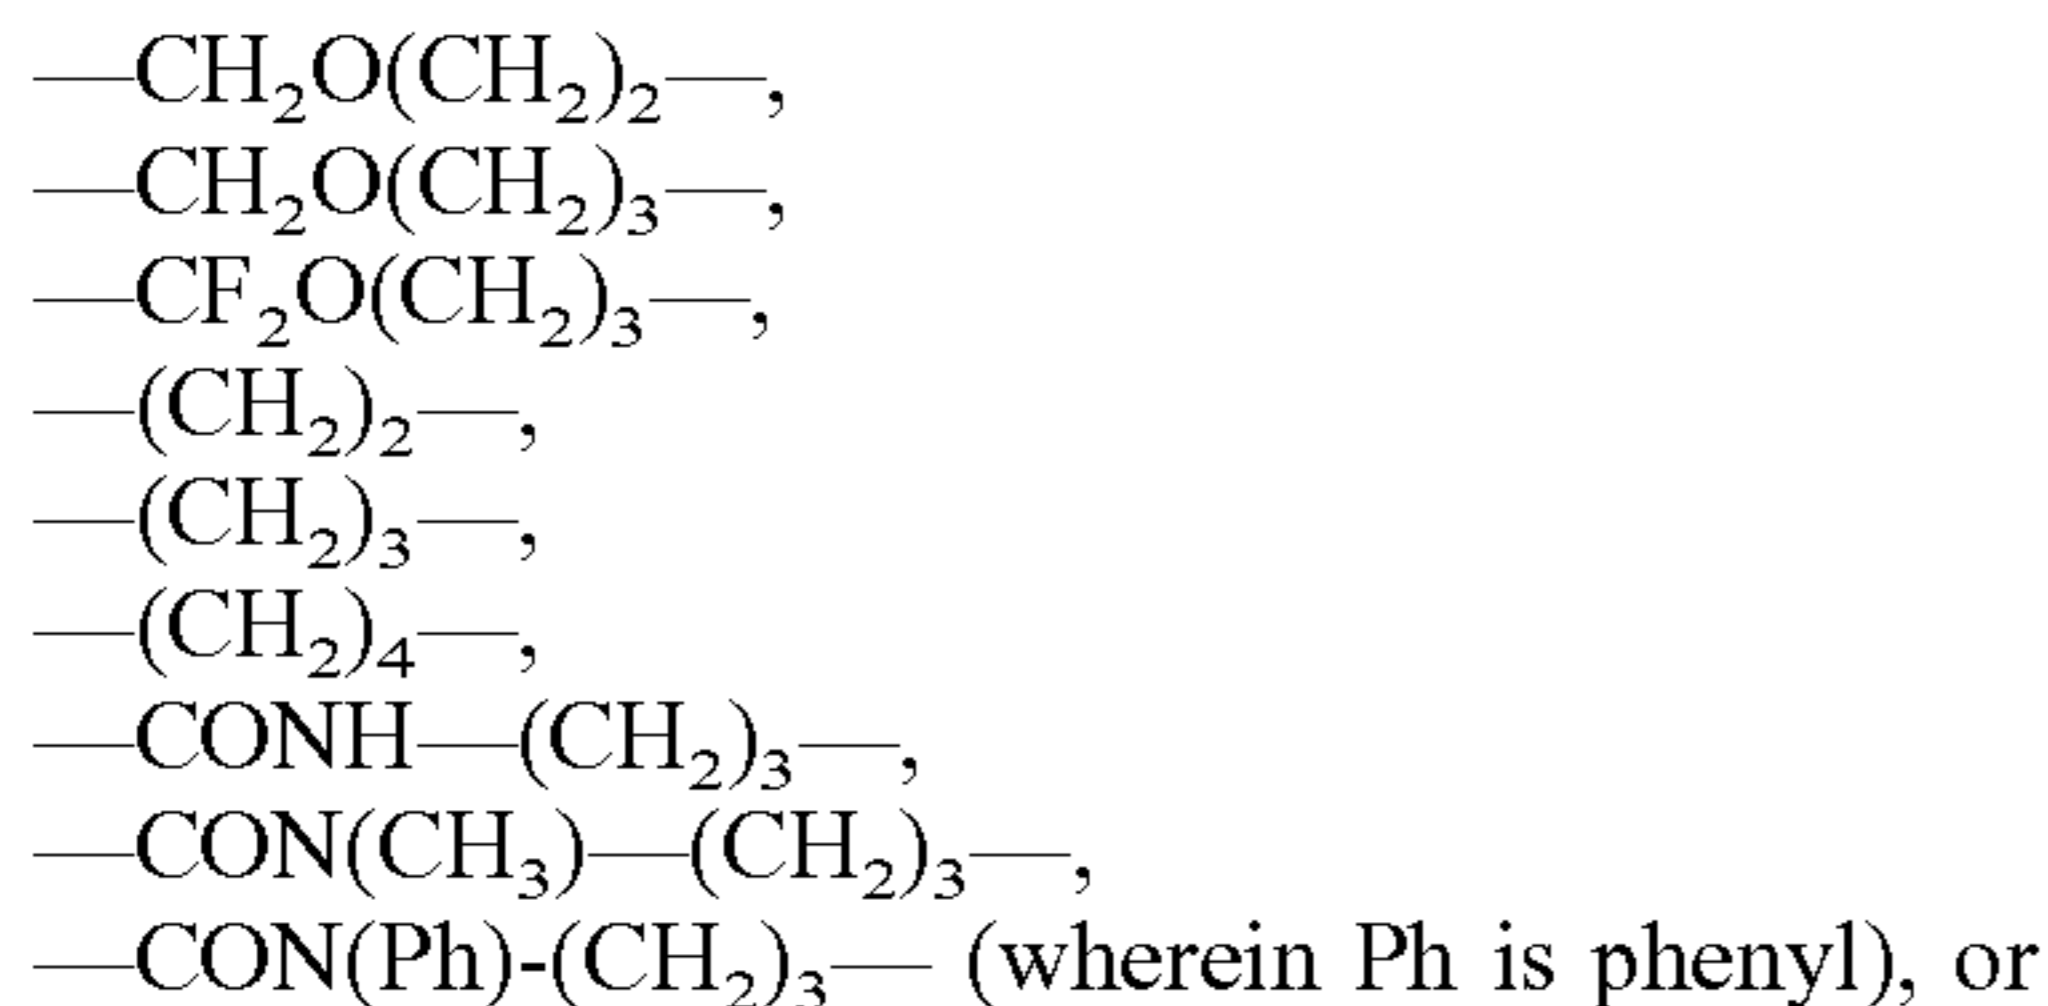 —CH₂O(CH₂)₂—,
—CH₂O(CH₂)₃—,
—CF₂O(CH₂)₃—,
—(CH₂)₂—,
—(CH₂)₃—,
—(CH₂)₄—,
—CONH—(CH₂)₃—,
—CON(CH₃)—(CH₂)₃—,
—CON(Ph)-(CH₂)₃— (wherein Ph is phenyl), or